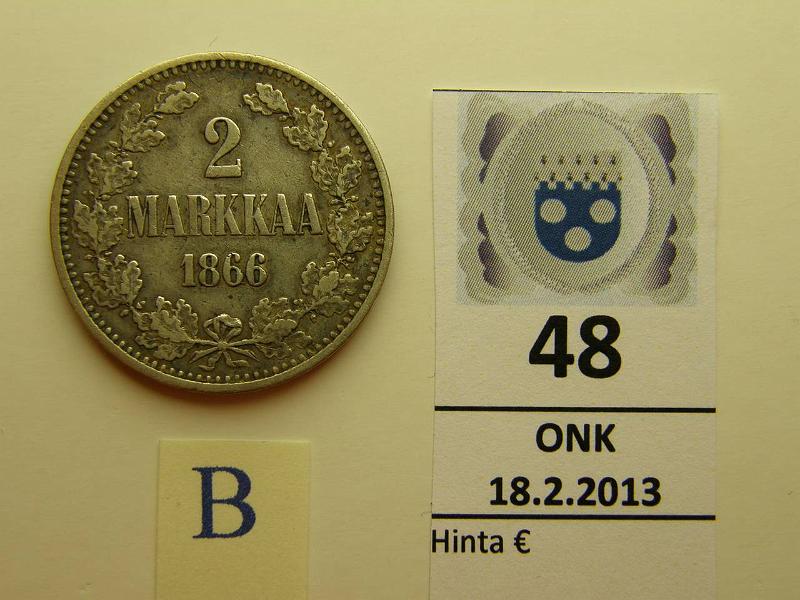 2
MARKKAA
1866
B
48
ONK
18.2.2013
Hinta €